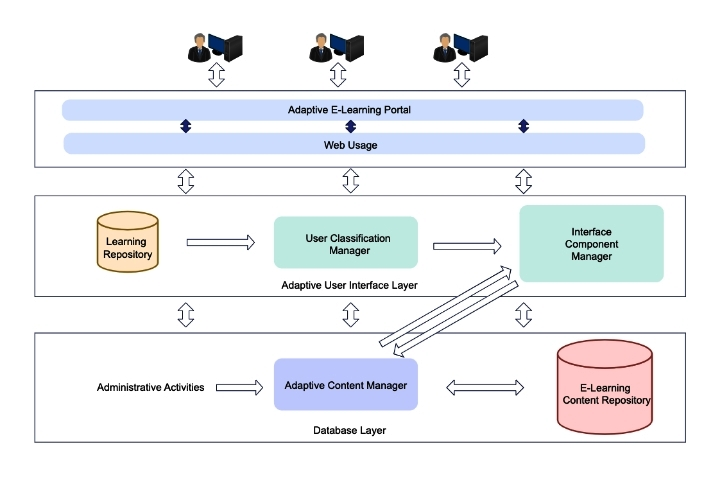 Adaptive E-Learning Portal
Web Usage
Learning
Repository
User Classification
Manager
Interface
Component
Manager
Adaptive User Interface Layer
Administrative Activities
Adaptive Content Manager
E-Learning
Content Repository
Database Layer